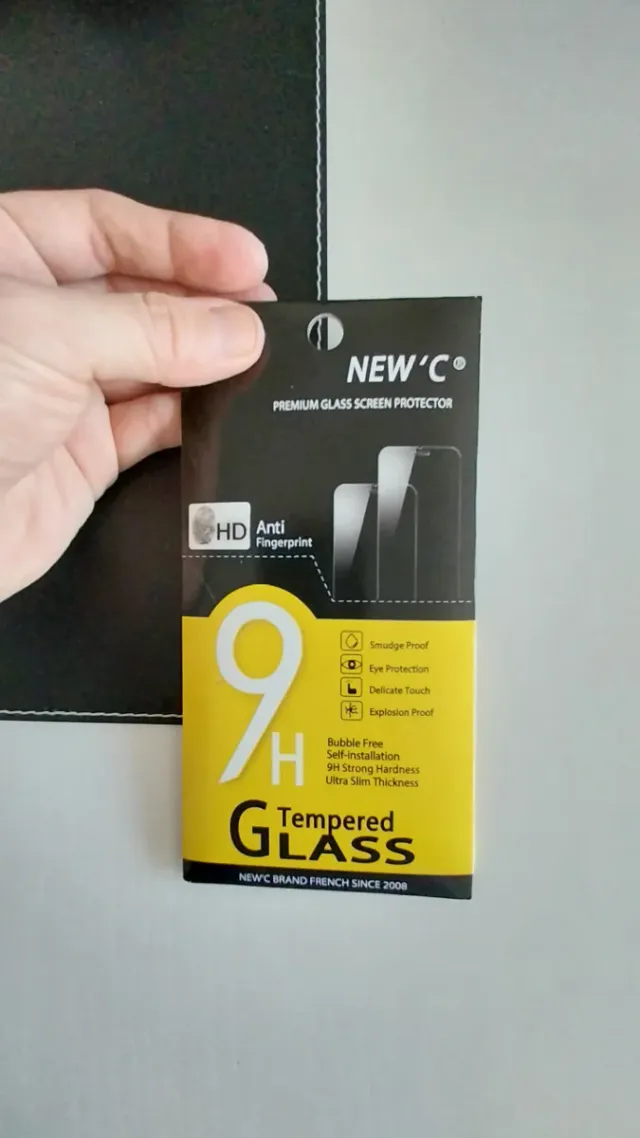 NEW'C®
PREMIUM GLASS SCREEN PROTECTOR
HD
Anti
Fingerprint
9H
Smudge Proof
Eye Protection
Delicate Touch
Explosion Proof
Bubble Free
Self-installation
9H Strong Hardness
Ultra Slim Thickness
Tempered
GLASS
NEW'C BRAND FRENCH SINCE 2008